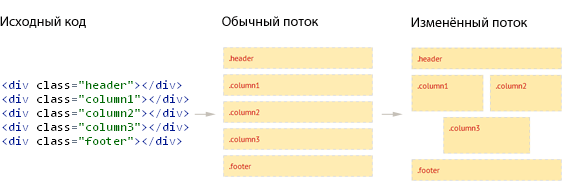 Исходный код
Обычный поток
Изменённый поток
<div class="header"></div>
<div class="column1"></div>
<div class="column2"></div>
<div class="column3"></div>
<div class="footer"></div>
.header
.column1
.column2
.column3
.footer
.header
.column1 .column2
.column3
.footer